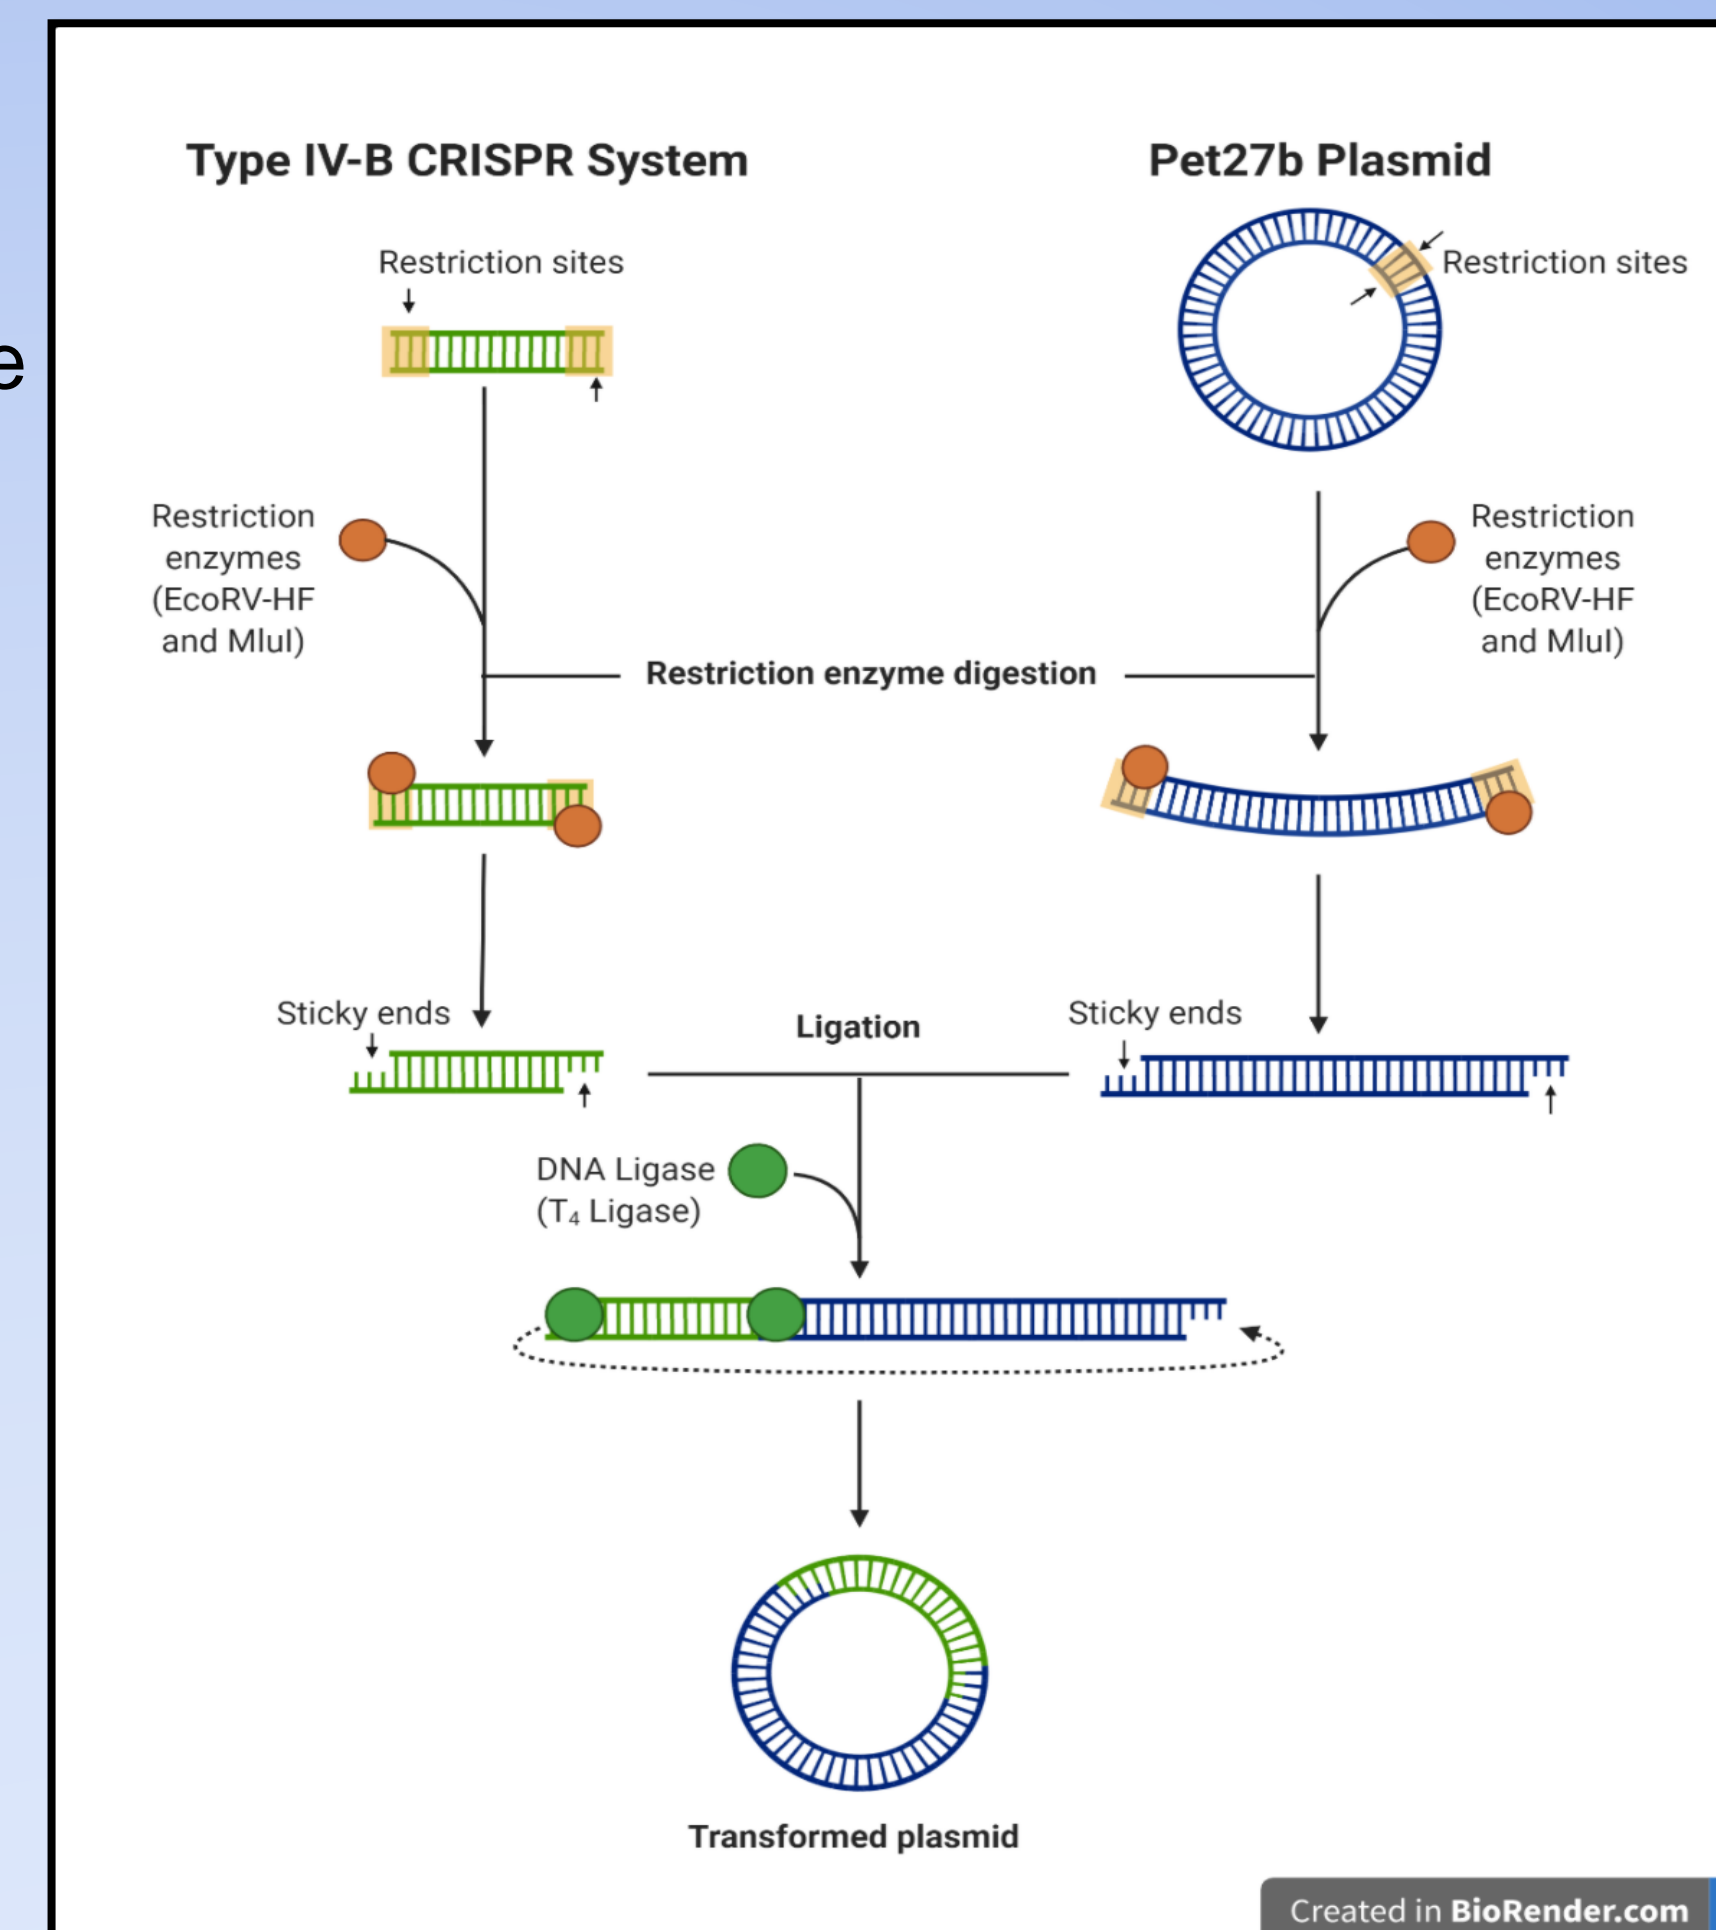 Type IV-B CRISPR System
Pet27b Plasmid
Restriction sites
Restriction sites
e
Restriction
enzymes
(EcoRV-HF
and MluI)
Restriction
enzymes
(EcoRV-HF
and MluI)
Restriction enzyme digestion
Sticky ends
Ligation
Sticky ends
DNA Ligase
(T₄ Ligase)
Transformed plasmid
Created in BioRender.com